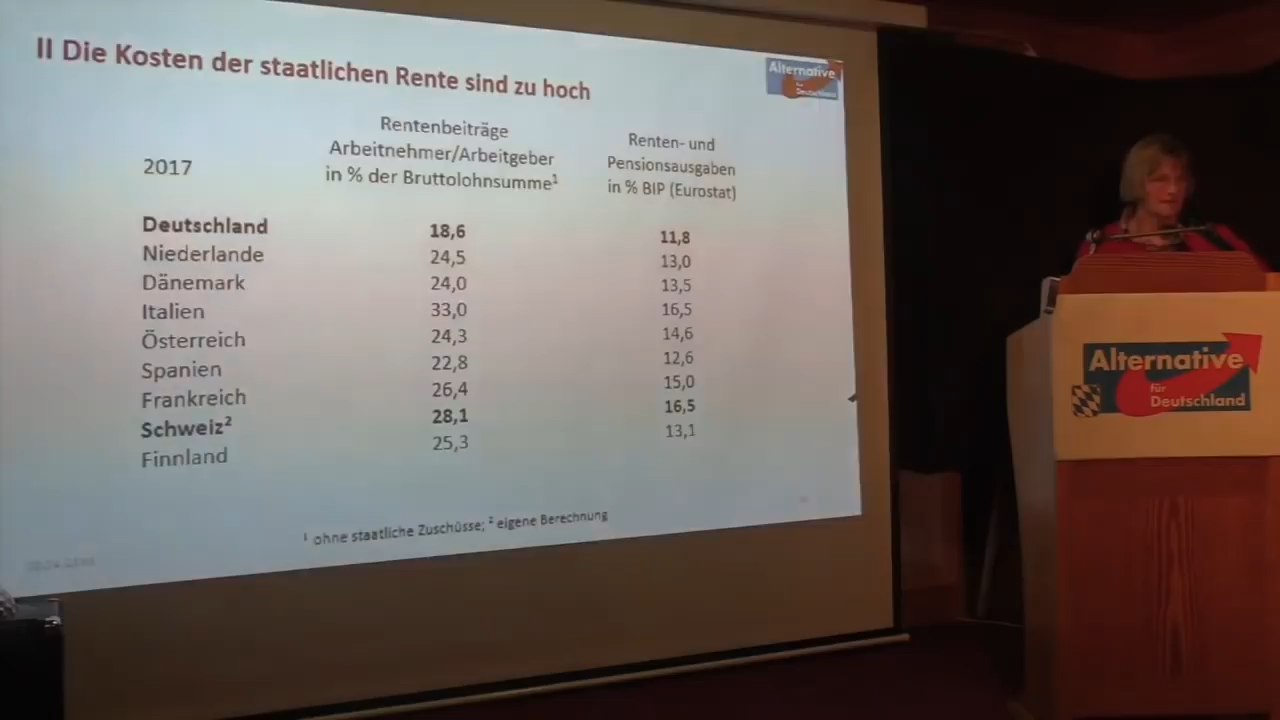 II Die Kosten der staatlichen Rente sind zu hoch
Alternative
für
Deutschland
2017
Rentenbeiträge
Arbeitnehmer/Arbeitgeber
in % der Bruttolohnsumme¹
Renten- und
Pensionsausgaben
in % BIP (Eurostat)
Deutschland 18,6 11,8
Niederlande 24,5 13,0
Dänemark 24,0 13,5
Italien 33,0 16,5
Österreich 24,3 14,6
Spanien 22,8 12,6
Frankreich 26,4 15,0
Schweiz² 28,1 16,5
Finnland 25,3 13,1
¹ ohne staatliche Zuschüsse; ² eigene Berechnung
Alternative
für
Deutschland